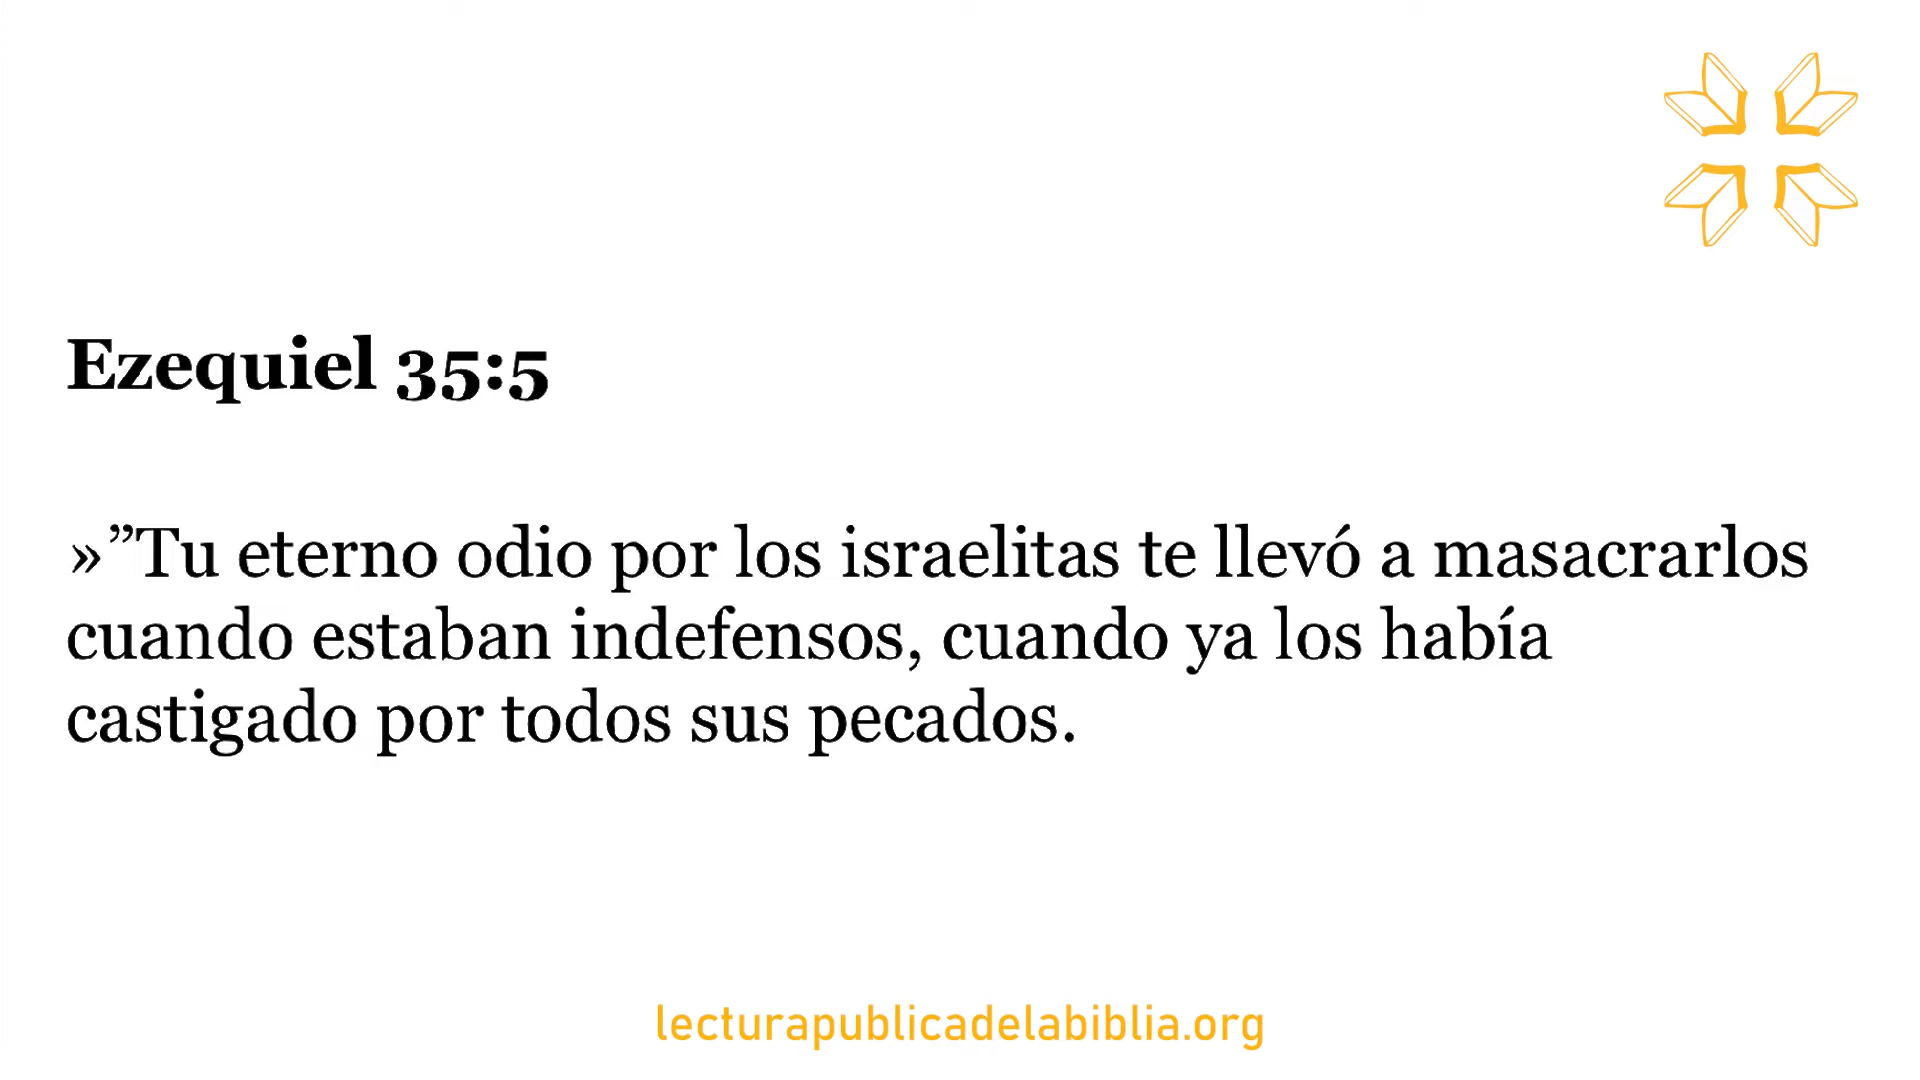 Ezequiel 35:5
»”Tu eterno odio por los israelitas te llevó a masacrarlos
cuando estaban indefensos, cuando ya los había
castigado por todos sus pecados.
lecturapublicadelabiblia.org